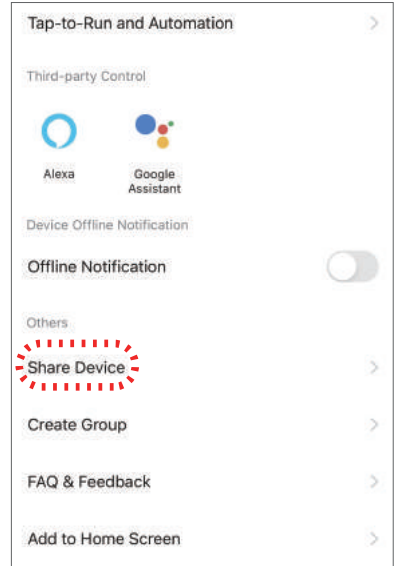 Tap-to-Run and Automation
Third-party Control
Alexa
Google
Assistant
Device Offline Notification
Offline Notification
Others
Share Device
Create Group
FAQ & Feedback
Add to Home Screen